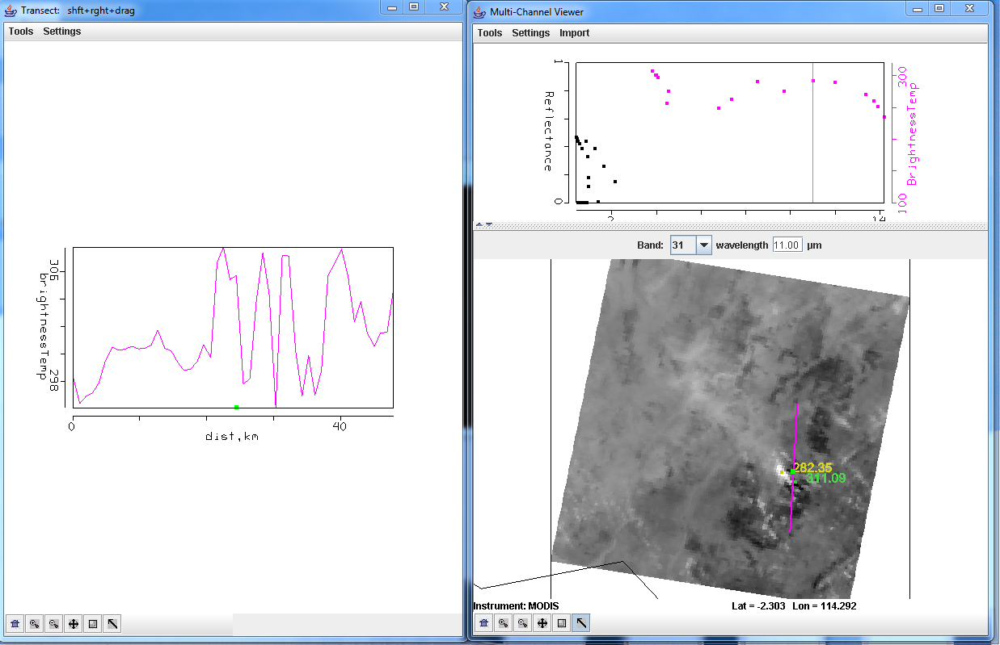 Transect: shft+rght+drag
Tools Settings
306
brightnessTemp
298
0
40
dist,km
Multi-Channel Viewer
Tools Settings Import
1
Reflectance
0
300
BrightnessTemp
100
2
14
Band: 31 wavelength 11.00 µm
282.35
311.09
Instrument: MODIS Lat = -2.303 Lon = 114.292